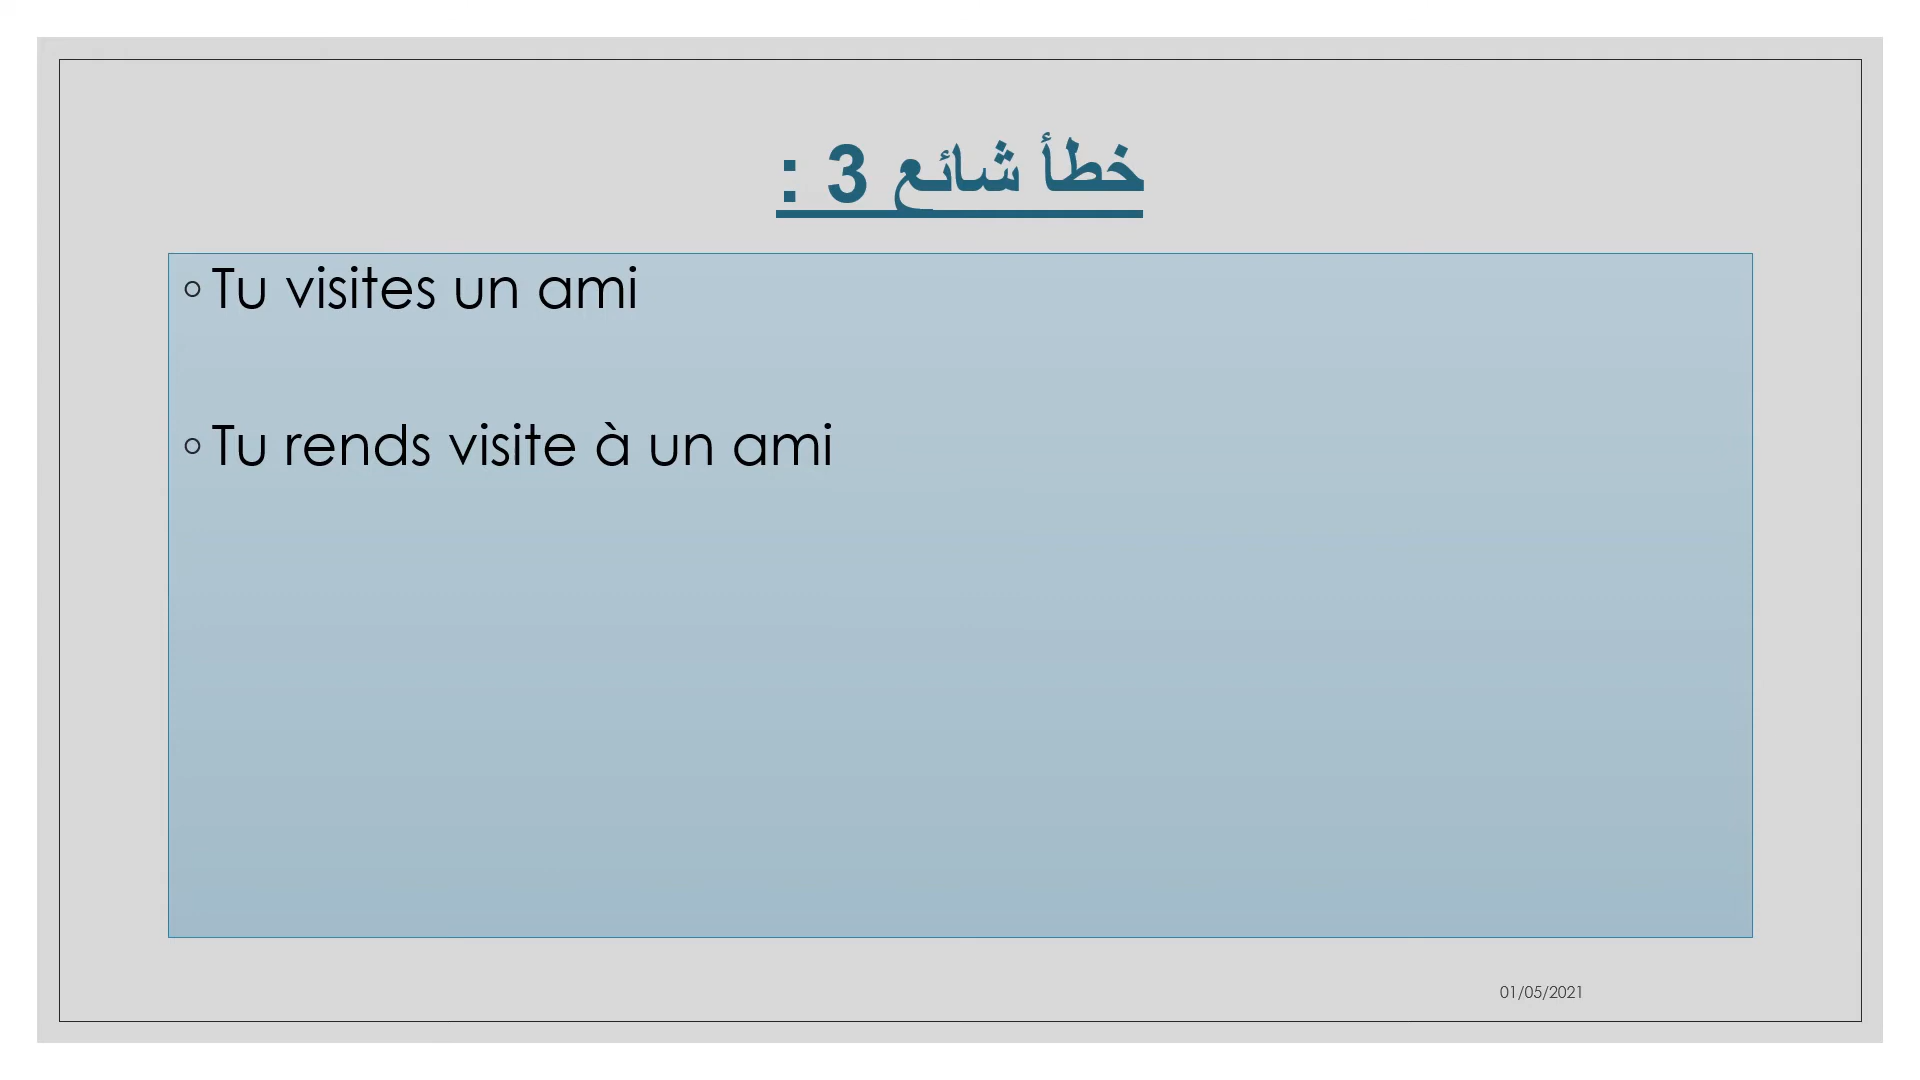 خطأ شائع 3 :
◦ Tu visites un ami
◦ Tu rends visite à un ami
01/05/2021